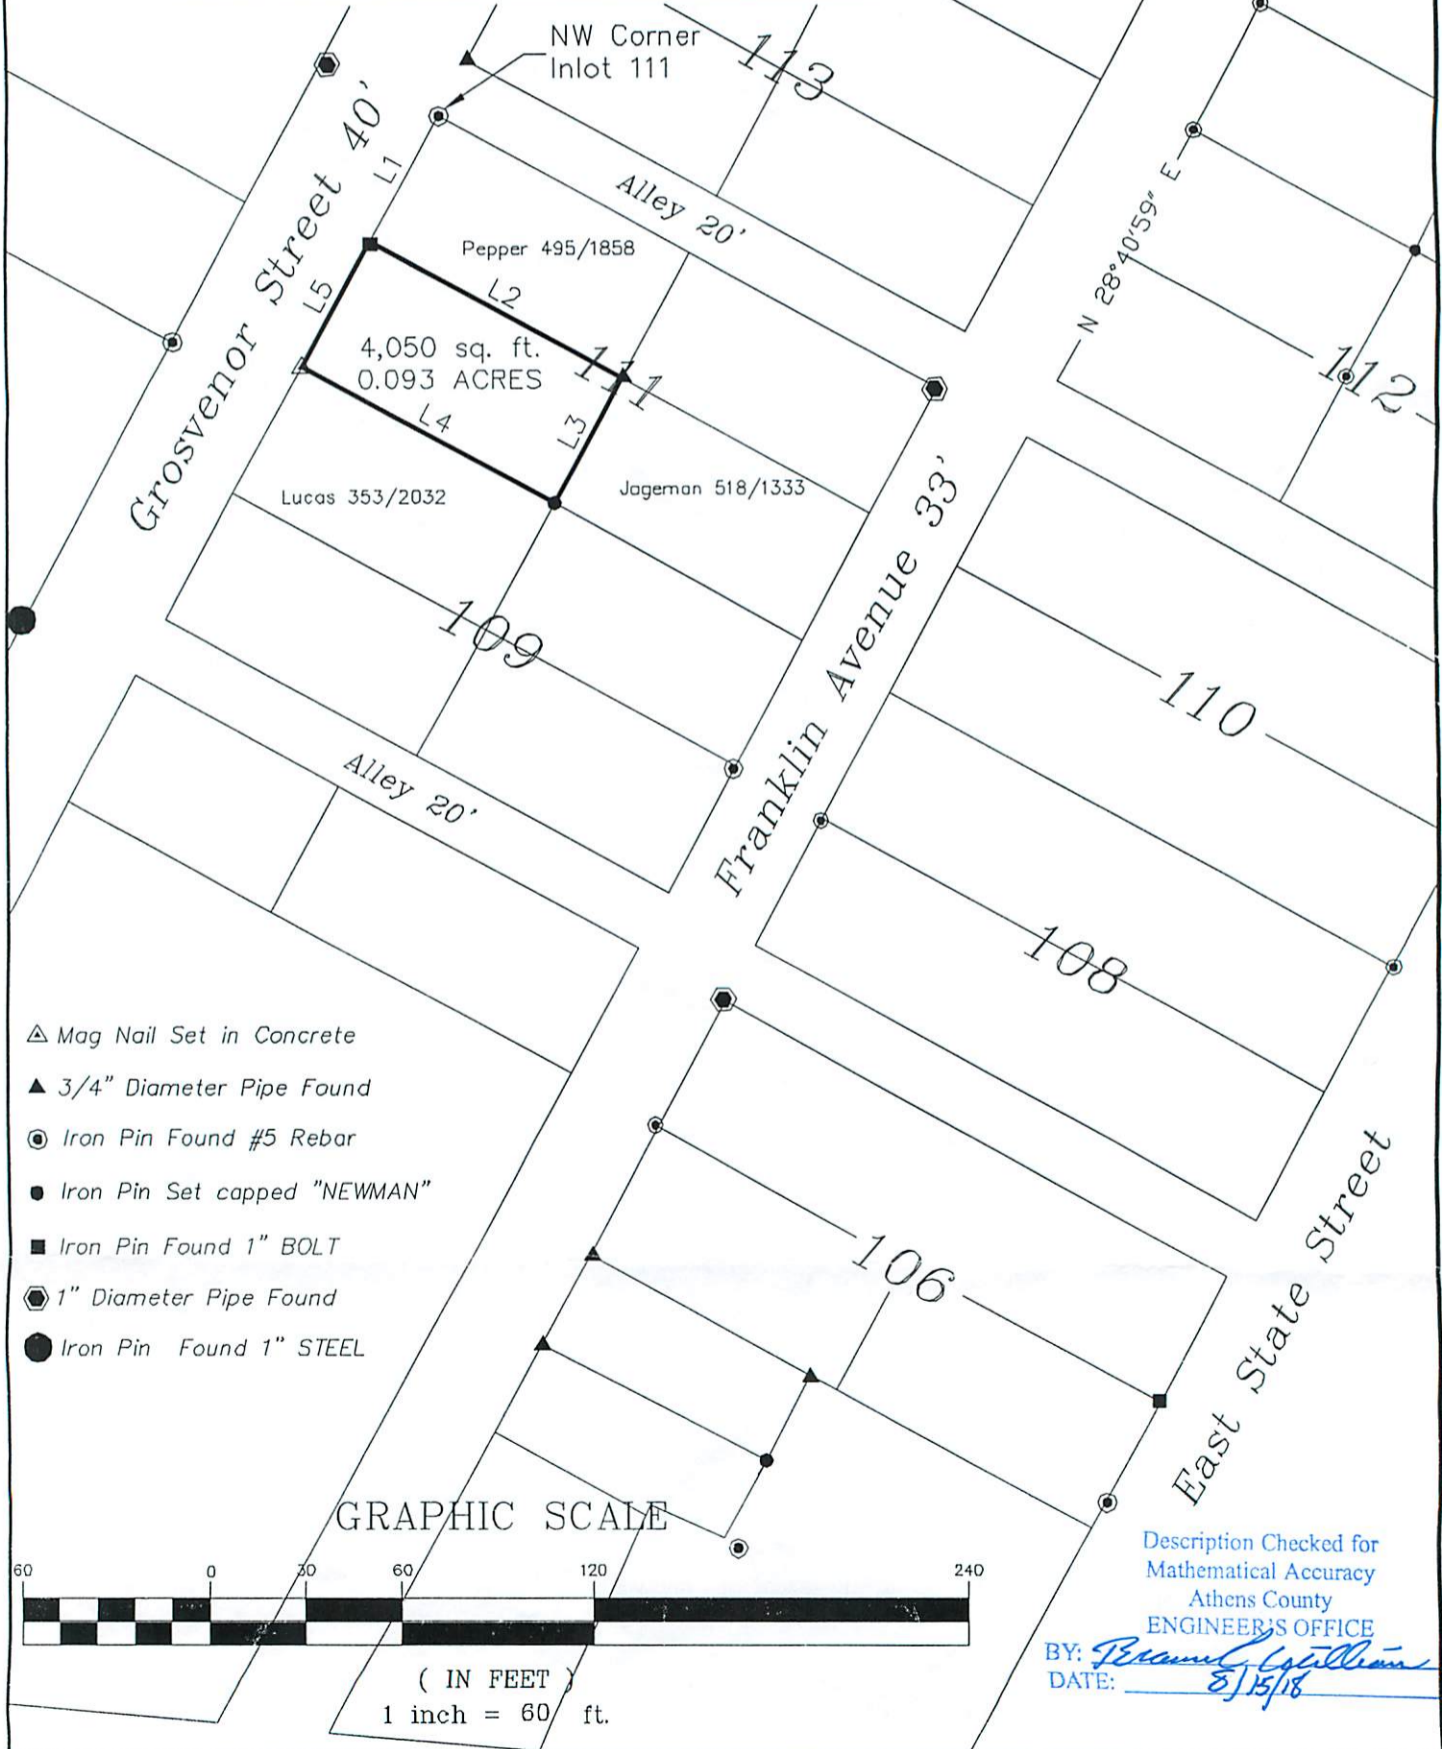 NW Corner
Inlot 111
113
Grosvenor Street 40'
L1
Alley 20'
N 28°40'59" E
Pepper 495/1858
L5
L2
4,050 sq. ft.
0.093 ACRES
111
112
L4
L3
Lucas 353/2032
Jageman 518/1333
Franklin Avenue 33'
109
110
Alley 20'
108
△ Mag Nail Set in Concrete
▲ 3/4" Diameter Pipe Found
Iron Pin Found #5 Rebar
Iron Pin Set capped "NEWMAN"
Iron Pin Found 1" BOLT
1" Diameter Pipe Found
Iron Pin Found 1" STEEL
106
East State Street
GRAPHIC SCALE
60 0 30 60 120 240
( IN FEET )
1 inch = 60 ft.
Description Checked for
Mathematical Accuracy
Athens County
ENGINEER'S OFFICE
BY:
DATE: 8/15/18